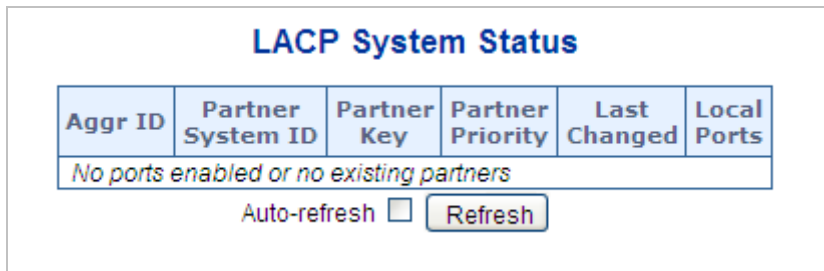 LACP System Status
Aggr ID Partner System ID Partner Key Partner Priority Last Changed Local Ports
No ports enabled or no existing partners
Auto-refresh Refresh